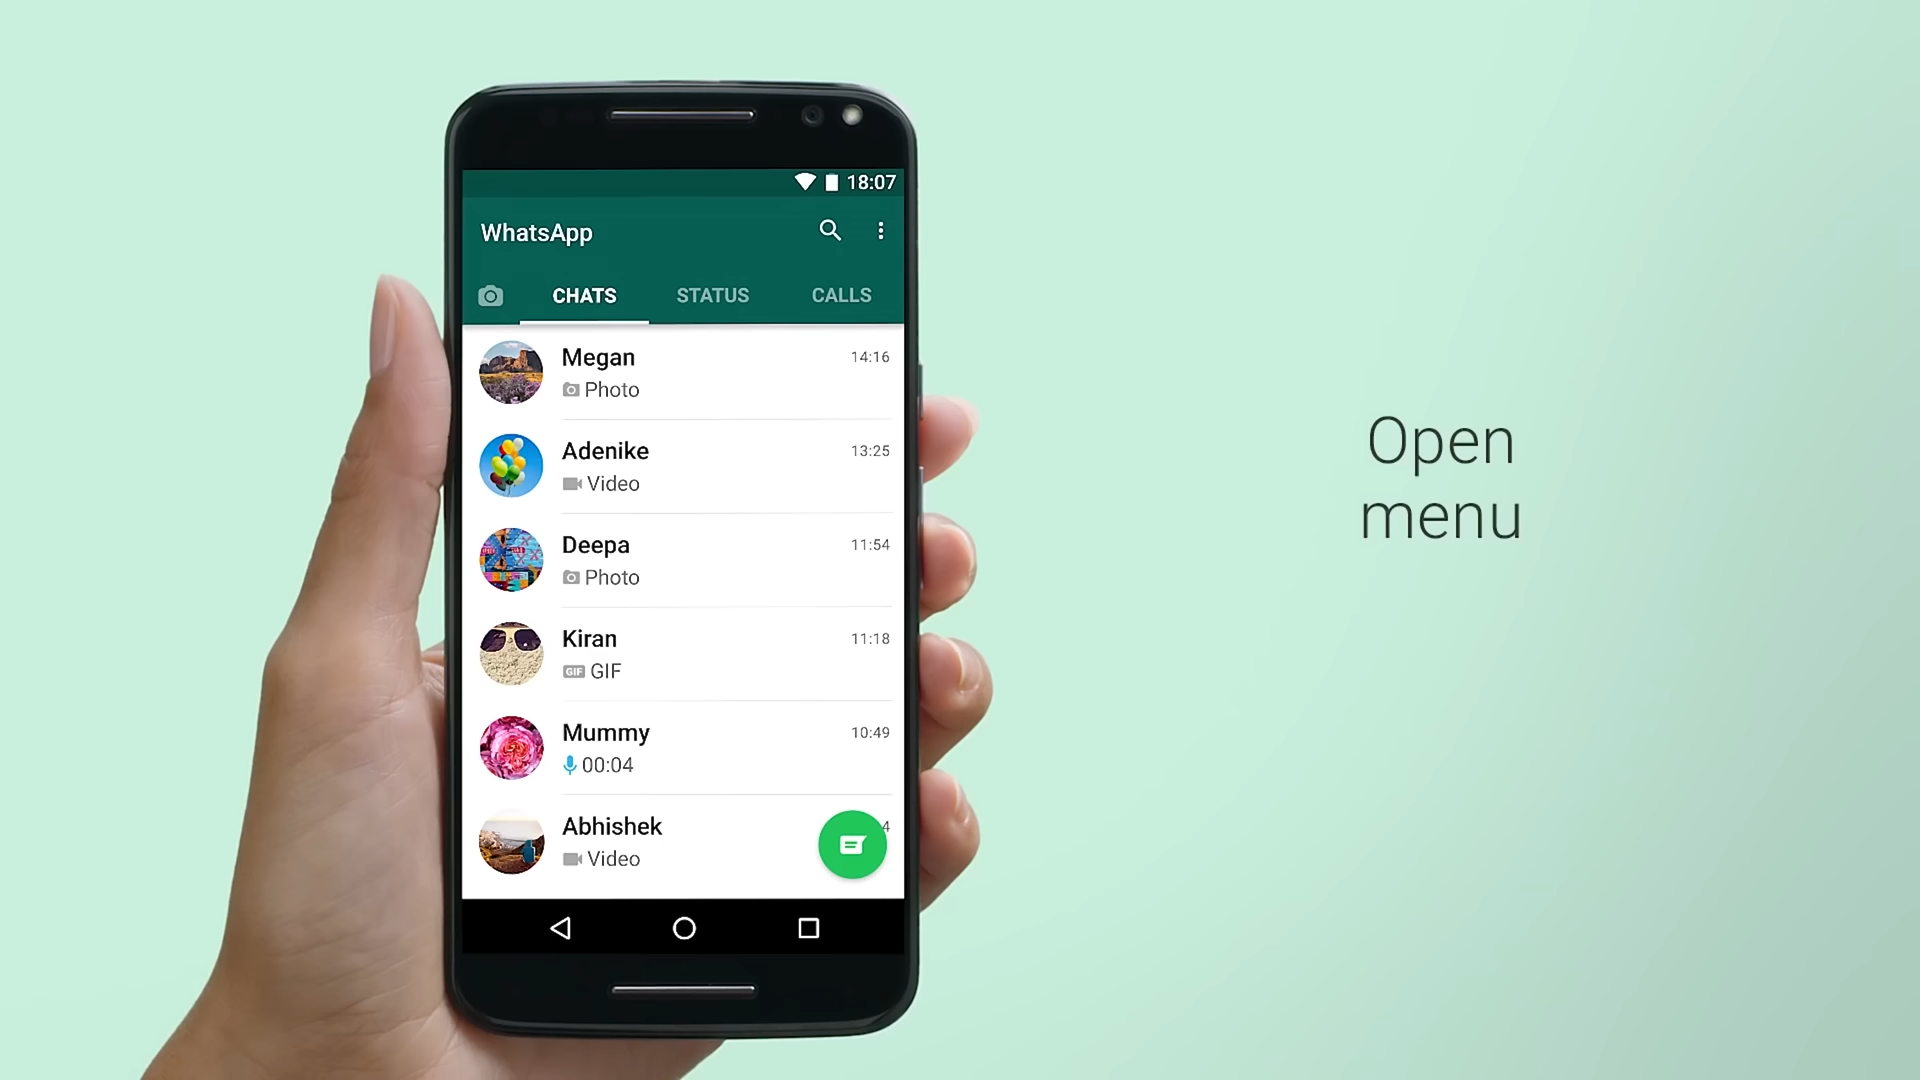 18:07
WhatsApp
CHATS STATUS CALLS
Megan 14:16
Photo
Adenike 13:25
Video
Deepa 11:54
Photo
Kiran 11:18
GIF GIF
Mummy 10:49
00:04
Abhishek 4
Video
Open
menu